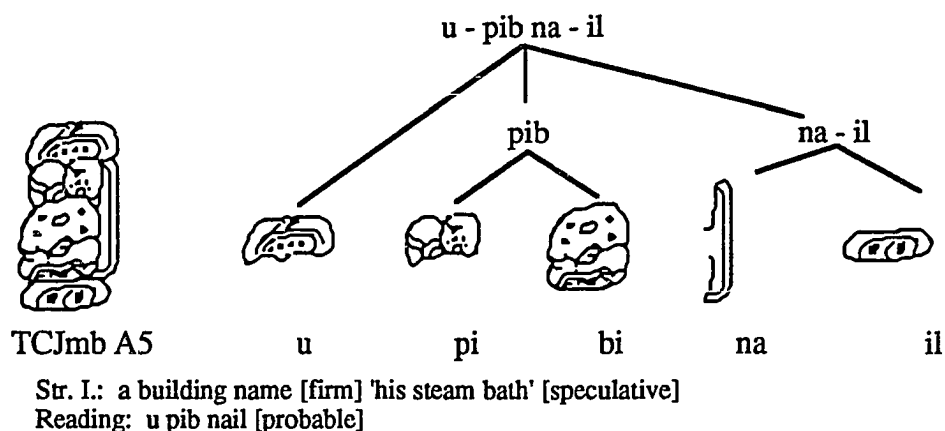 u - pib na - il
pib na - il
TCJmb A5 u pi bi na il
Str. I.: a building name [firm] 'his steam bath' [speculative]
Reading: u pib nail [probable]